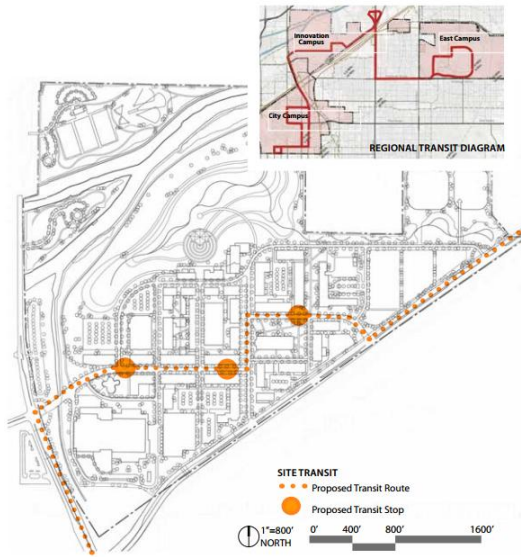 Innovation
Campus
East Campus
City Campus
REGIONAL TRANSIT DIAGRAM
SITE TRANSIT
Proposed Transit Route
Proposed Transit Stop
1"=800'
NORTH
0' 400' 800' 1600'